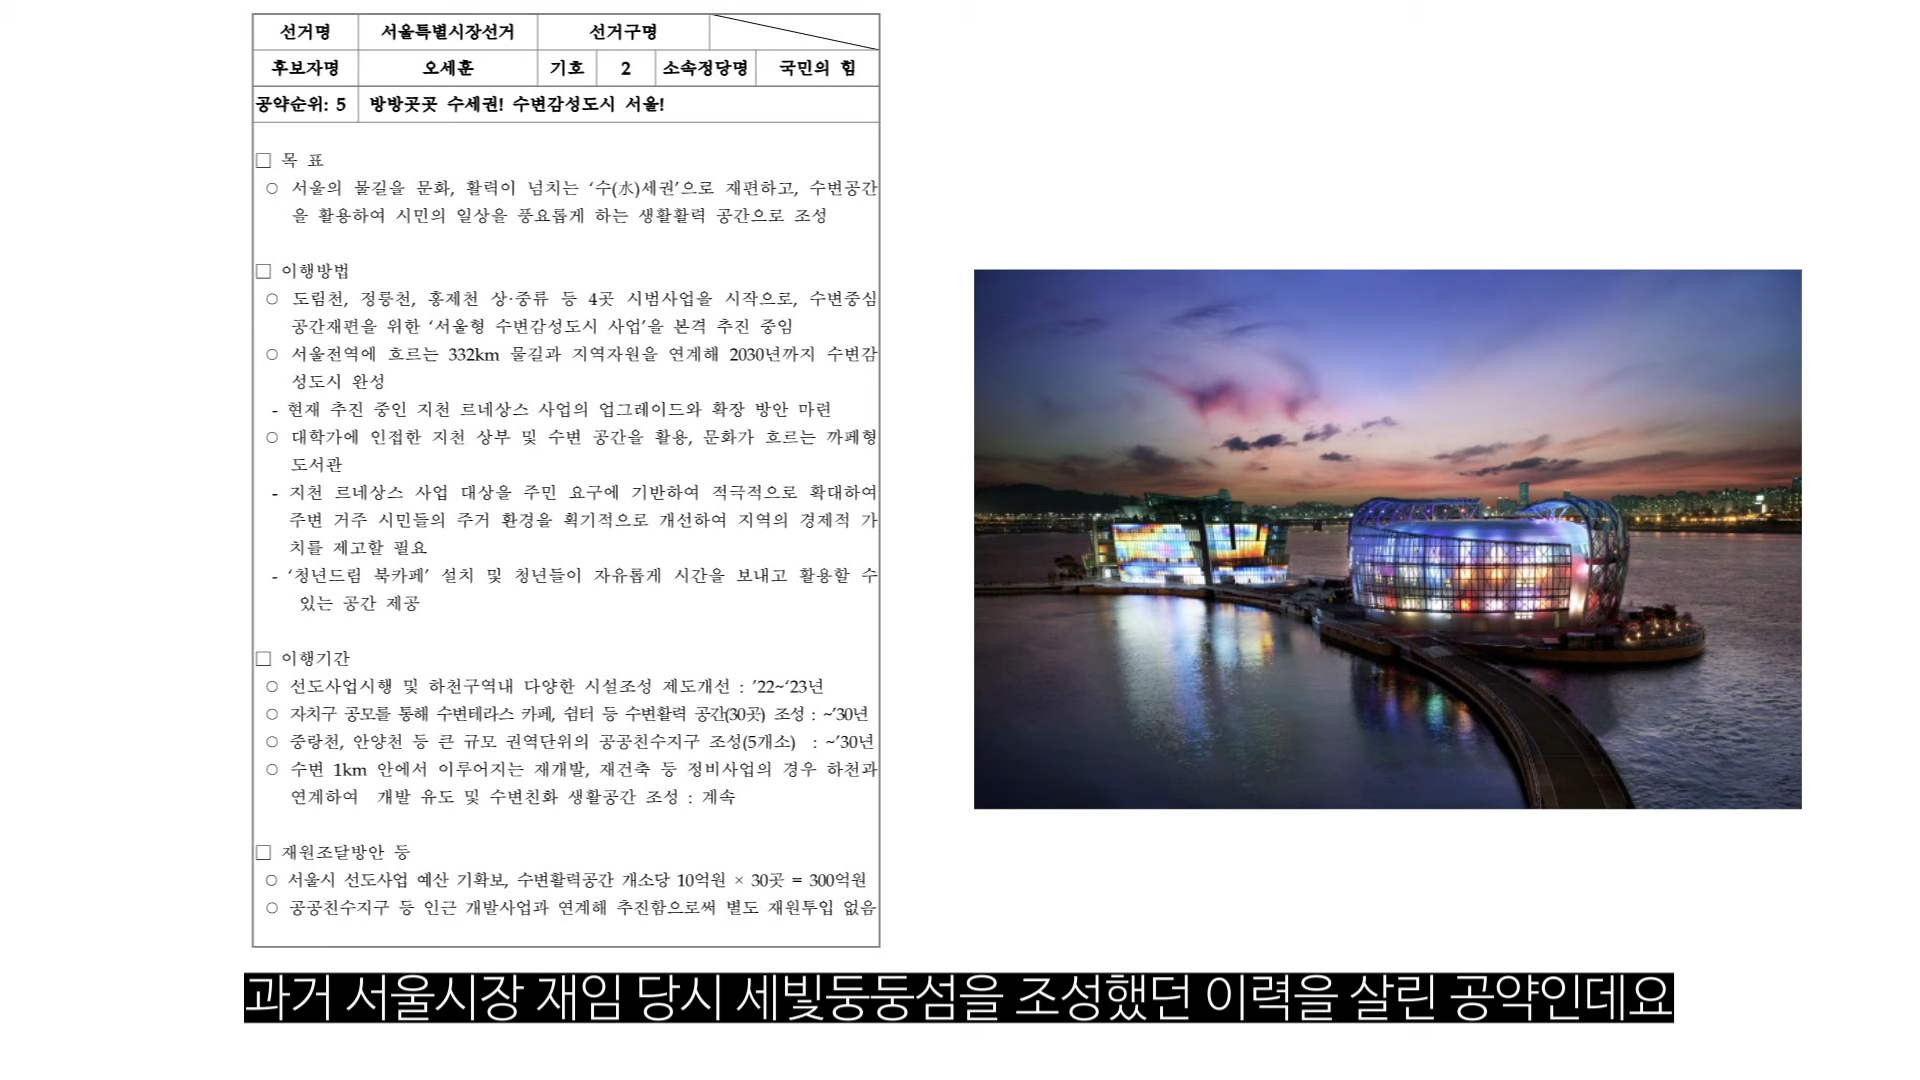 선거명 서울특별시장선거 선거구명
후보자명 오세훈 기호 2 소속정당명 국민의 힘
공약순위: 5 방방곳곳 수세권! 수변감성도시 서울!
□ 목 표
○ 서울의 물길을 문화, 활력이 넘치는 ‘수(水)세권’으로 재편하고, 수변공간
을 활용하여 시민의 일상을 풍요롭게 하는 생활활력 공간으로 조성
□ 이행방법
○ 도림천, 정릉천, 홍제천 상·중류 등 4곳 시범사업을 시작으로, 수변중심
공간재편을 위한 ‘서울형 수변감성도시 사업’을 본격 추진 중임
○ 서울전역에 흐르는 332km 물길과 지역자원을 연계해 2030년까지 수변감
성도시 완성
- 현재 추진 중인 지천 르네상스 사업의 업그레이드와 확장 방안 마련
○ 대학가에 인접한 지천 상부 및 수변 공간을 활용, 문화가 흐르는 까페형
도서관
- 지천 르네상스 사업 대상을 주민 요구에 기반하여 적극적으로 확대하여
주변 거주 시민들의 주거 환경을 획기적으로 개선하여 지역의 경제적 가
치를 제고할 필요
- ‘청년드림 북카페’ 설치 및 청년들이 자유롭게 시간을 보내고 활용할 수
있는 공간 제공
□ 이행기간
○ 선도사업시행 및 하천구역내 다양한 시설조성 제도개선 : ’22~‘23년
○ 자치구 공모를 통해 수변테라스 카페, 쉼터 등 수변활력 공간(30곳) 조성 : ~’30년
○ 중랑천, 안양천 등 큰 규모 권역단위의 공공친수지구 조성(5개소) : ~’30년
○ 수변 1km 안에서 이루어지는 재개발, 재건축 등 정비사업의 경우 하천과
연계하여 개발 유도 및 수변친화 생활공간 조성 : 계속
□ 재원조달방안 등
○ 서울시 선도사업 예산 기확보, 수변활력공간 개소당 10억원 × 30곳 = 300억원
○ 공공친수지구 등 인근 개발사업과 연계해 추진함으로써 별도 재원투입 없음
과거 서울시장 재임 당시 세빛둥둥섬을 조성했던 이력을 살린 공약인데요